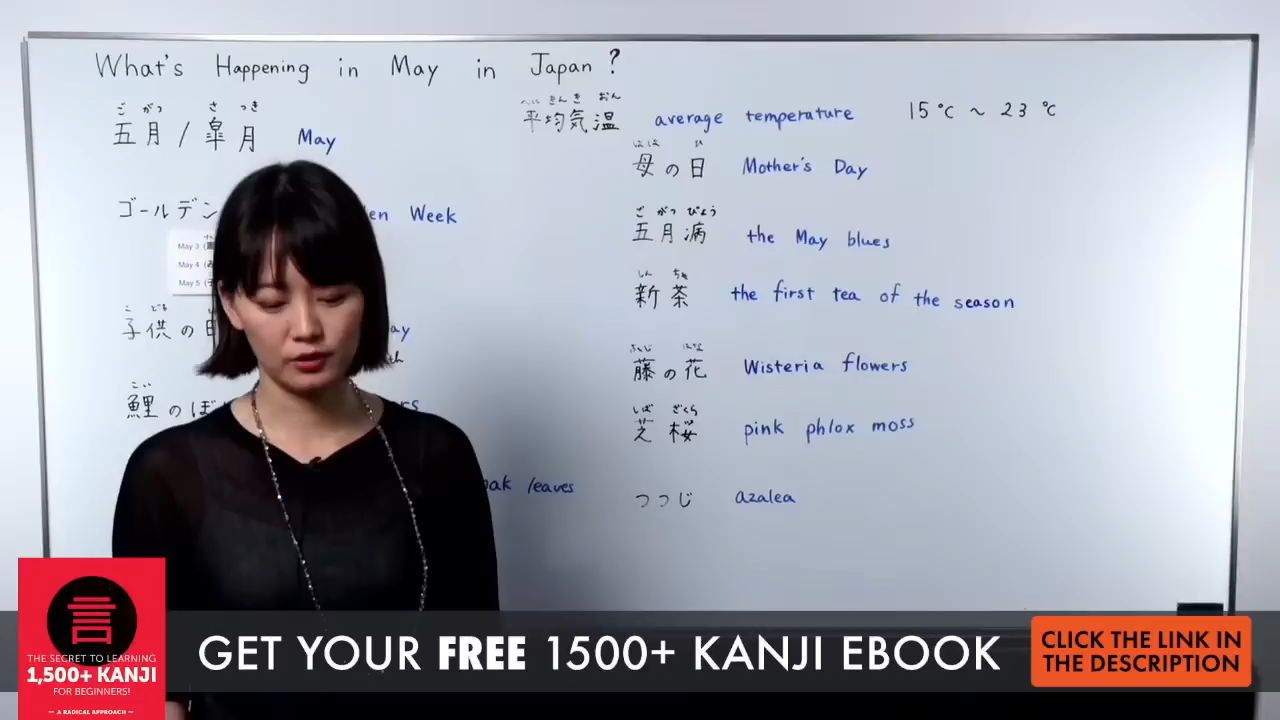 What's Happening in May in Japan?
ご がつ さ つき
五月/皐月 May
ゴールデン
en Week
May 3
May 4
May 5
こ ども
子供の日
ay
th
こい
鯉のぼ
rs
oak leaves
へい きん き おん
平均気温 average temperature 15℃ ~ 23℃
はは ひ
母の日 Mother's Day
ご がつ びょう
五月病 the May blues
しん ちゃ
新茶 the first tea of the season
ふじ はな
藤の花 Wisteria flowers
しば ざくら
芝桜 pink phlox moss
つつじ azalea
言
THE SECRET TO LEARNING
1,500+ KANJI
FOR BEGINNERS!
— A RADICAL APPROACH —
GET YOUR FREE 1500+ KANJI EBOOK
CLICK THE LINK IN
THE DESCRIPTION